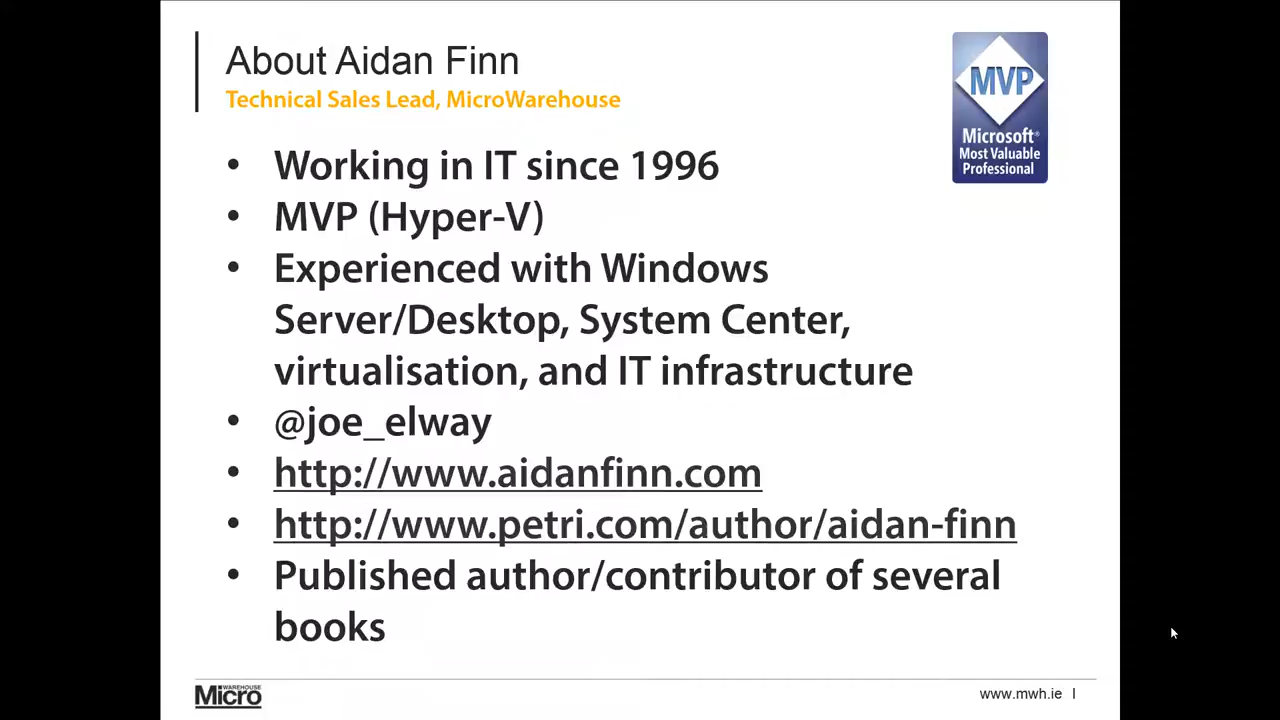 About Aidan Finn
Technical Sales Lead, MicroWarehouse
MVP
Microsoft®
Most Valuable
Professional
• Working in IT since 1996
• MVP (Hyper-V)
• Experienced with Windows
Server/Desktop, System Center,
virtualisation, and IT infrastructure
• @joe_elway
• http://www.aidanfinn.com
• http://www.petri.com/author/aidan-finn
• Published author/contributor of several
books
WAREHOUSE
Micro
www.mwh.ie I